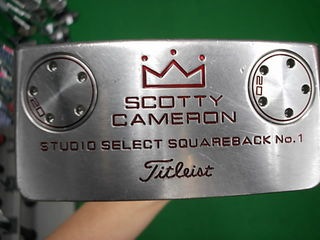 20
20
SCOTTY
CAMERON
STUDIO SELECT SQUAREBACK No. 1
Titleist